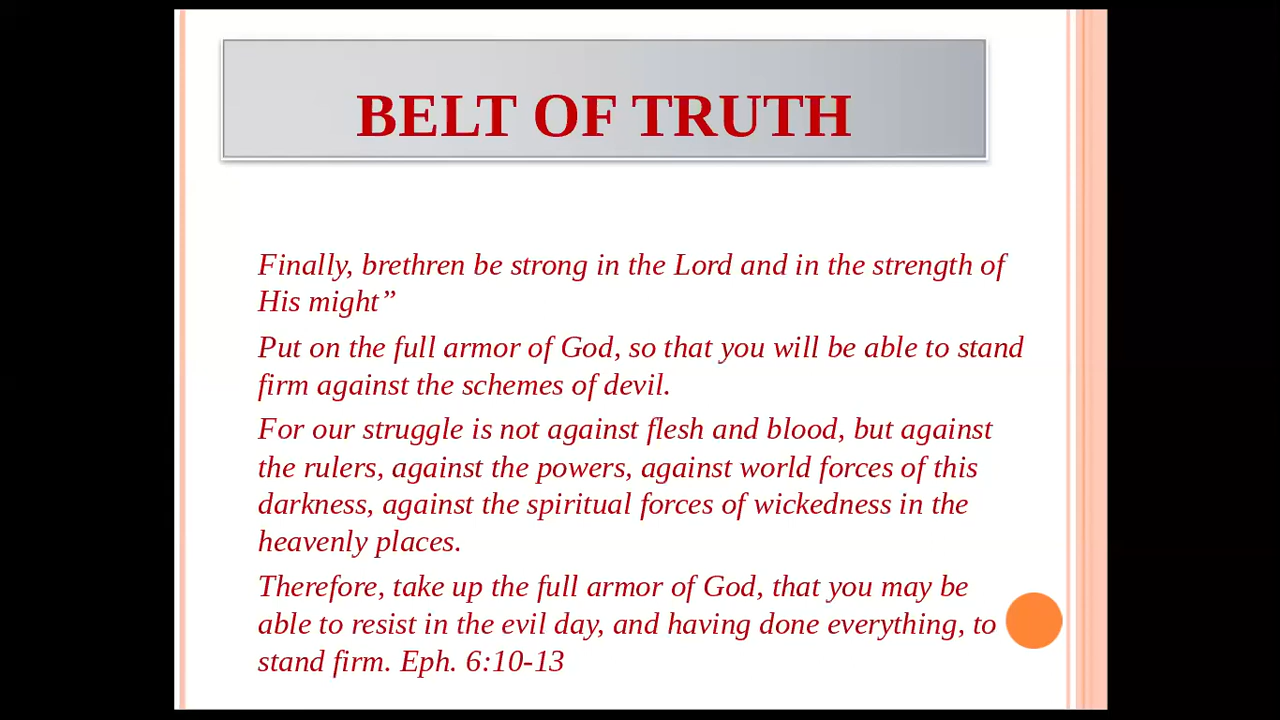 BELT OF TRUTH
Finally, brethren be strong in the Lord and in the strength of
His might”
Put on the full armor of God, so that you will be able to stand
firm against the schemes of devil.
For our struggle is not against flesh and blood, but against
the rulers, against the powers, against world forces of this
darkness, against the spiritual forces of wickedness in the
heavenly places.
Therefore, take up the full armor of God, that you may be
able to resist in the evil day, and having done everything, to
stand firm. Eph. 6:10-13